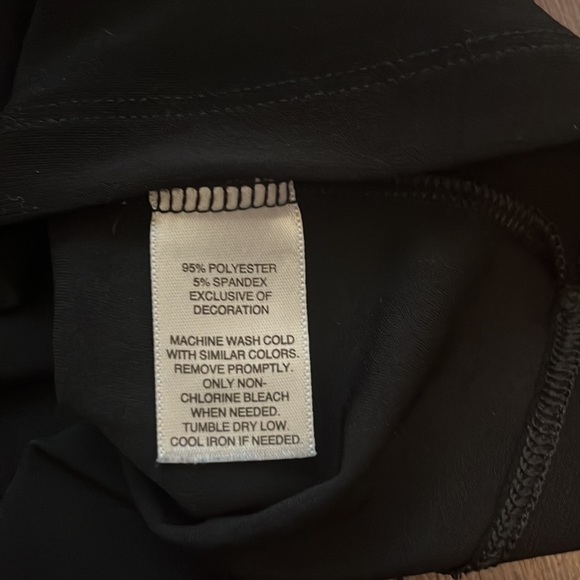 95% POLYESTER
5% SPANDEX
EXCLUSIVE OF
DECORATION
MACHINE WASH COLD
WITH SIMILAR COLORS.
REMOVE PROMPTLY.
ONLY NON-
CHLORINE BLEACH
WHEN NEEDED.
TUMBLE DRY LOW.
COOL IRON IF NEEDED.